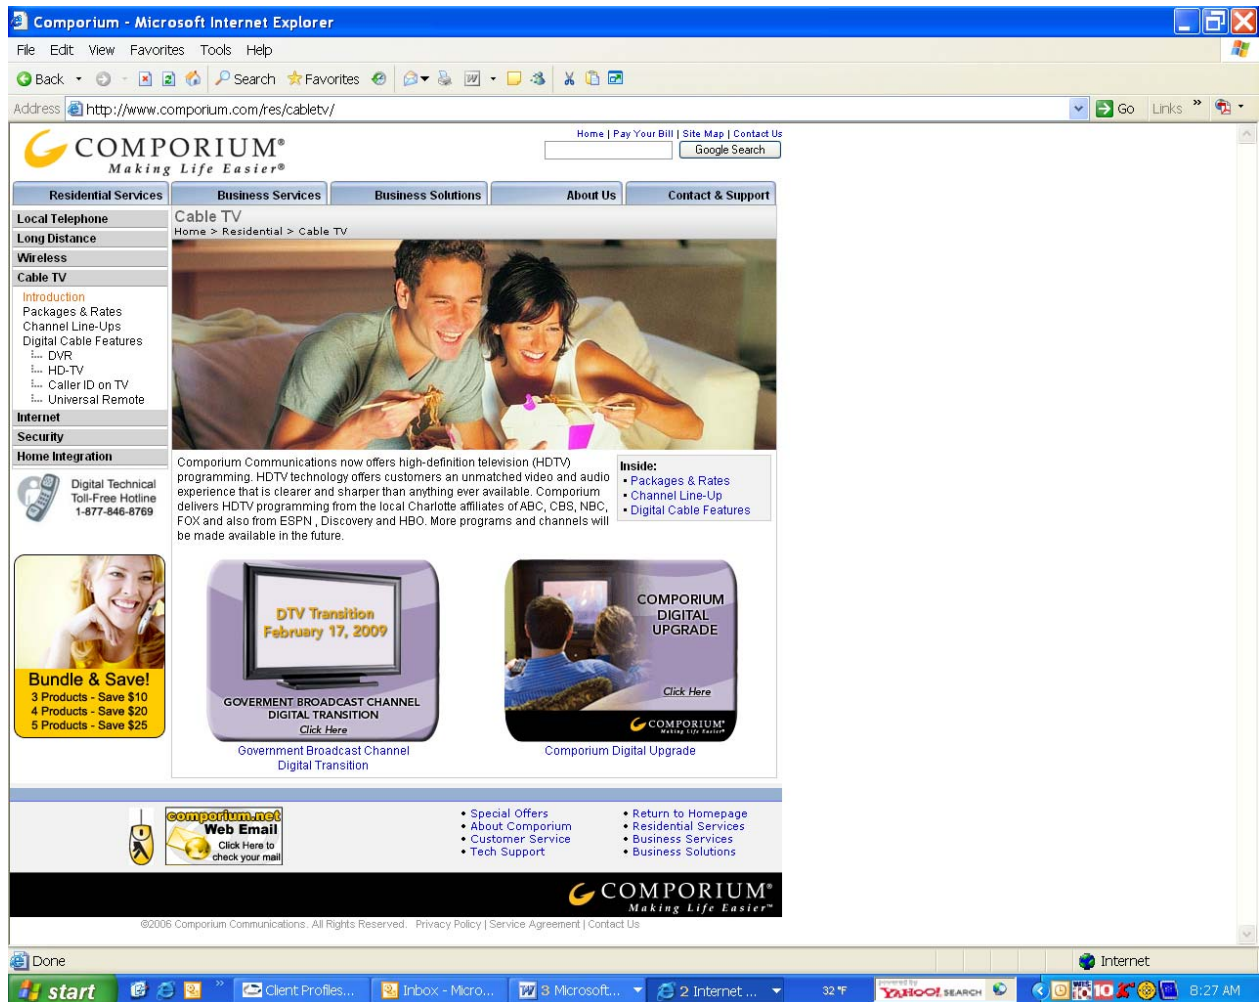 Comporium - Microsoft Internet Explorer
File Edit View Favorites Tools Help
Back Search Favorites
Address http://www.comporium.com/res/cabletv/ Go Links »
COMPORIUM®
Making Life Easier®
Home | Pay Your Bill | Site Map | Contact Us
Google Search
Residential Services Business Services Business Solutions About Us Contact & Support
Local Telephone
Long Distance
Wireless
Cable TV
Introduction
Packages & Rates
Channel Line-Ups
Digital Cable Features
DVR
HD-TV
Caller ID on TV
Universal Remote
Internet
Security
Home Integration
Digital Technical
Toll-Free Hotline
1-877-846-8769
Bundle & Save!
3 Products - Save $10
4 Products - Save $20
5 Products - Save $25
Cable TV
Home > Residential > Cable TV
Comporium Communications now offers high-definition television (HDTV)
programming. HDTV technology offers customers an unmatched video and audio
experience that is clearer and sharper than anything ever available. Comporium
delivers HDTV programming from the local Charlotte affiliates of ABC, CBS, NBC,
FOX and also from ESPN , Discovery and HBO. More programs and channels will
be made available in the future.
Inside:
• Packages & Rates
• Channel Line-Up
• Digital Cable Features
DTV Transition
February 17, 2009
GOVERMENT BROADCAST CHANNEL
DIGITAL TRANSITION
Click Here
Government Broadcast Channel
Digital Transition
COMPORIUM
DIGITAL
UPGRADE
Click Here
COMPORIUM®
Making Life Easier®
Comporium Digital Upgrade
comporium.net
Web Email
Click Here to
check your mail
• Special Offers
• About Comporium
• Customer Service
• Tech Support
• Return to Homepage
• Residential Services
• Business Services
• Business Solutions
COMPORIUM®
Making Life Easier™
©2006 Comporium Communications. All Rights Reserved. Privacy Policy | Service Agreement | Contact Us
Done Internet
start » Client Profiles... Inbox - Micro... 3 Microsoft... 2 Internet ... 32°F YAHOO! SEARCH 10 8:27 AM